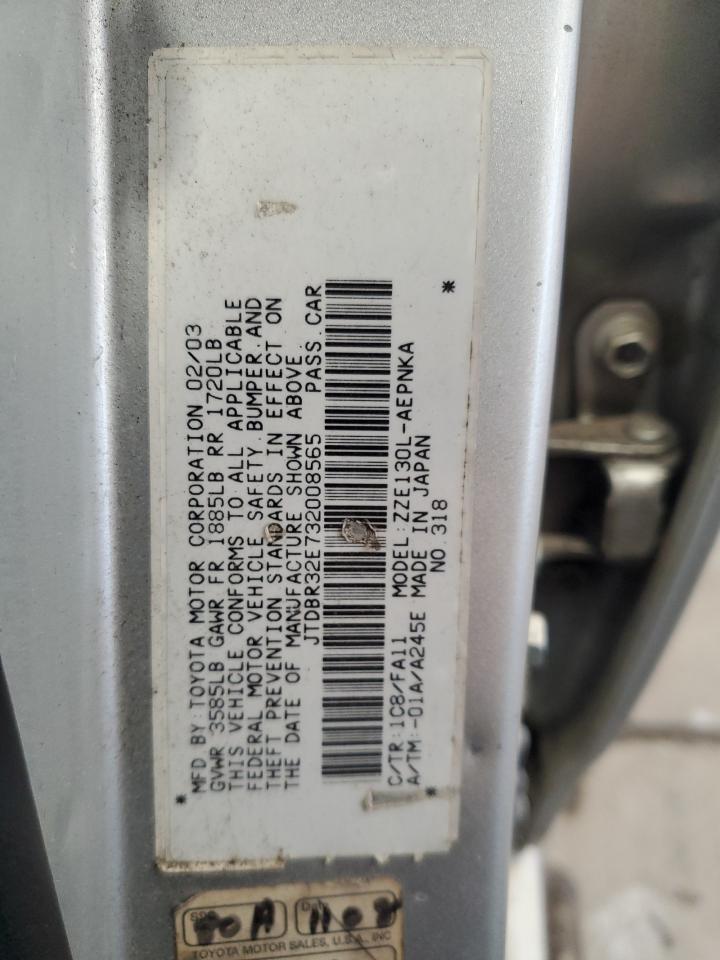 MFD BY: TOYOTA MOTOR CORPORATION 02/03
GVWR 3585LB GAWR FR 1885LB RR 1720LB
THIS VEHICLE CONFORMS TO ALL APPLICABLE
FEDERAL MOTOR VEHICLE SAFETY, BUMPER, AND
THEFT PREVENTION STANDARDS IN EFFECT ON
THE DATE OF MANUFACTURE SHOWN ABOVE.
JTDBR32E732008565 PASS. CAR
C/TR: 1C8/FA11 MODEL: ZZE130L-AEPNKA
A/TM: -01A/A245E MADE IN JAPAN
NO. 318
Date
TOYOTA MOTOR SALES, U.S.A., INC